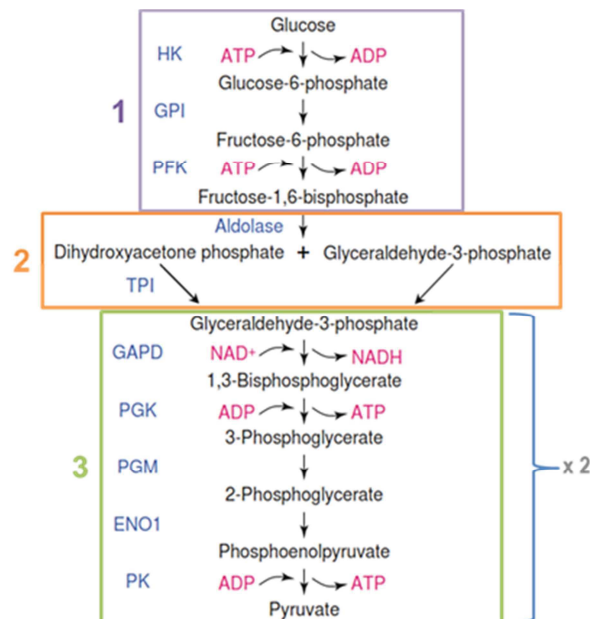 Glucose
HK ATP ADP
Glucose-6-phosphate
1 GPI
Fructose-6-phosphate
PFK ATP ADP
Fructose-1,6-bisphosphate
Aldolase
2 Dihydroxyacetone phosphate + Glyceraldehyde-3-phosphate
TPI
Glyceraldehyde-3-phosphate
GAPD NAD+ NADH
1,3-Bisphosphoglycerate
PGK ADP ATP
3-Phosphoglycerate
3 PGM x 2
2-Phosphoglycerate
ENO1
Phosphoenolpyruvate
PK ADP ATP
Pyruvate